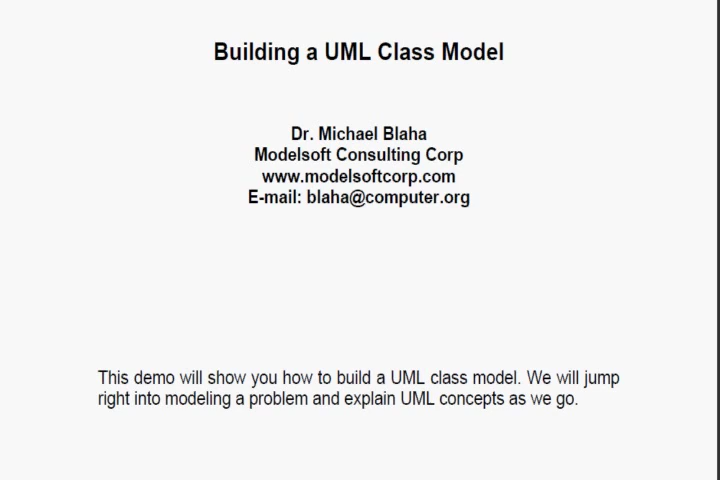 Building a UML Class Model
Dr. Michael Blaha
Modelsoft Consulting Corp
www.modelsoftcorp.com
E-mail: blaha@computer.org
This demo will show you how to build a UML class model. We will jump
right into modeling a problem and explain UML concepts as we go.